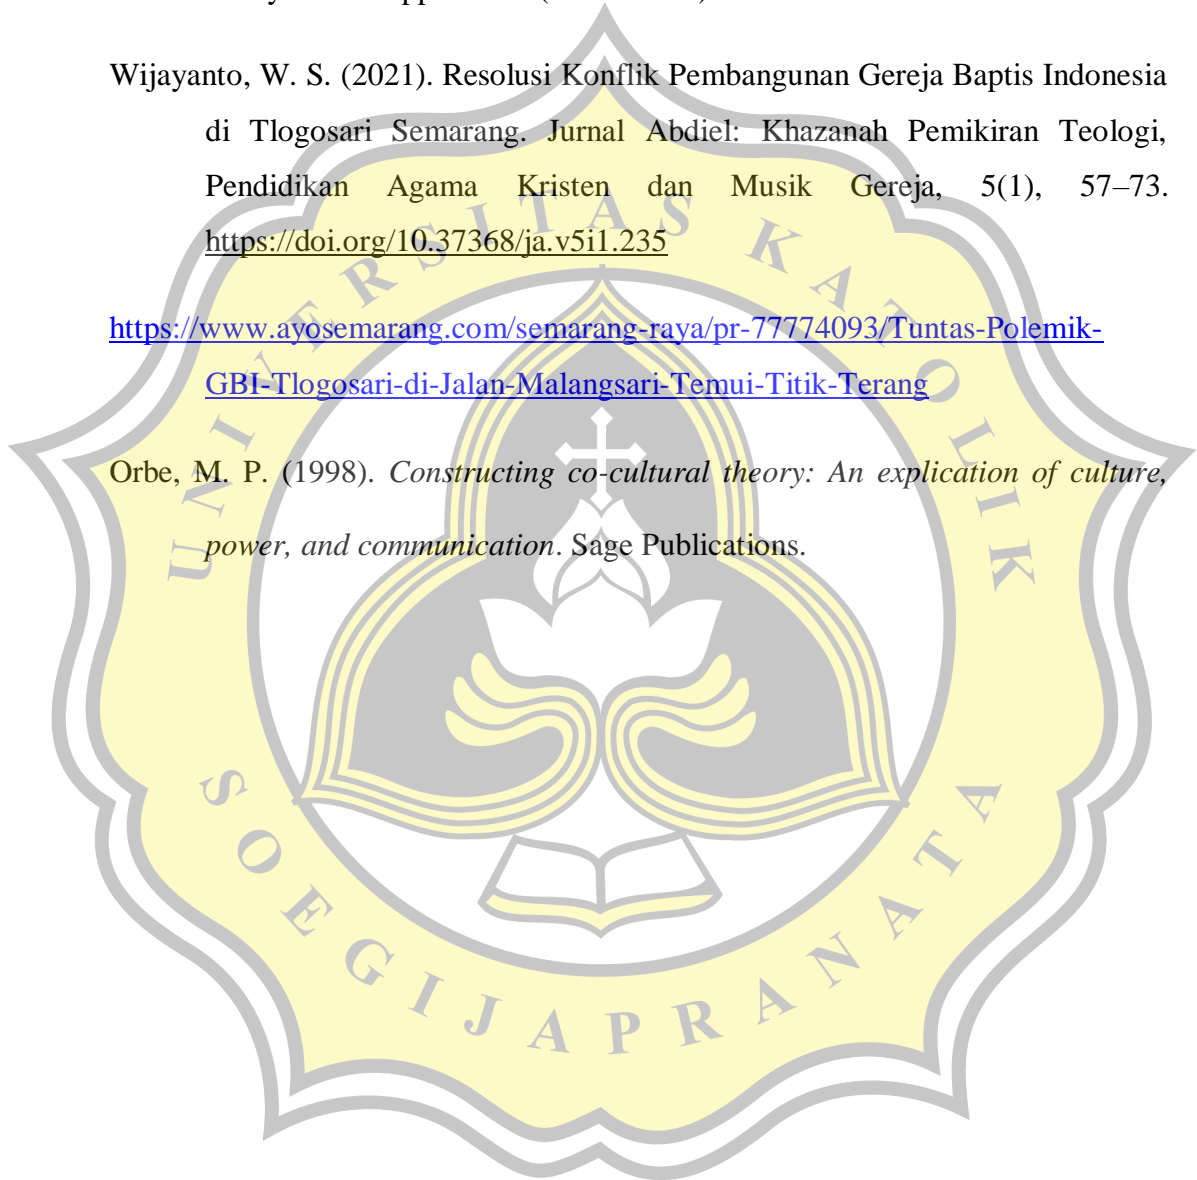 Wijayanto, W. S. (2021). Resolusi Konflik Pembangunan Gereja Baptis Indonesia
di Tlogosari Semarang. Jurnal Abdiel: Khazanah Pemikiran Teologi,
Pendidikan Agama Kristen dan Musik Gereja, 5(1), 57–73.
https://doi.org/10.37368/ja.v5i1.235
https://www.ayosemarang.com/semarang-raya/pr-77774093/Tuntas-Polemik-
GBI-Tlogosari-di-Jalan-Malangsari-Temui-Titik-Terang
Orbe, M. P. (1998). Constructing co-cultural theory: An explication of culture,
power, and communication. Sage Publications.
UNIVERSITAS KATOLIK
SOEGIJAPRANATA